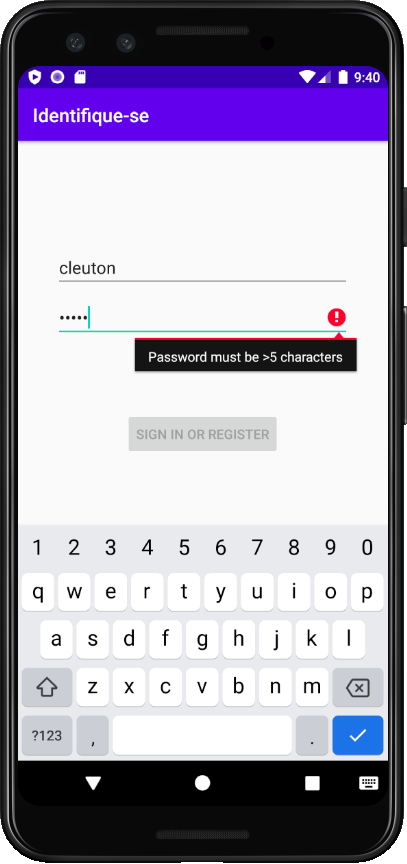 9:40
Identifique-se
cleuton
•••••
Password must be >5 characters
SIGN IN OR REGISTER
1 2 3 4 5 6 7 8 9 0
q w e r t y u i o p
a s d f g h j k l
z x c v b n m
?123 , .